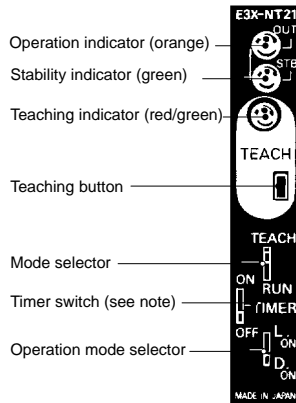 E3X-NT21
OUT
Operation indicator (orange)
STB
Stability indicator (green)
Teaching indicator (red/green)
TEACH
Teaching button
TEACH
Mode selector
ON
RUN
Timer switch (see note)
TIMER
OFF
L.
ON
Operation mode selector
D.
ON
MADE IN JAPAN